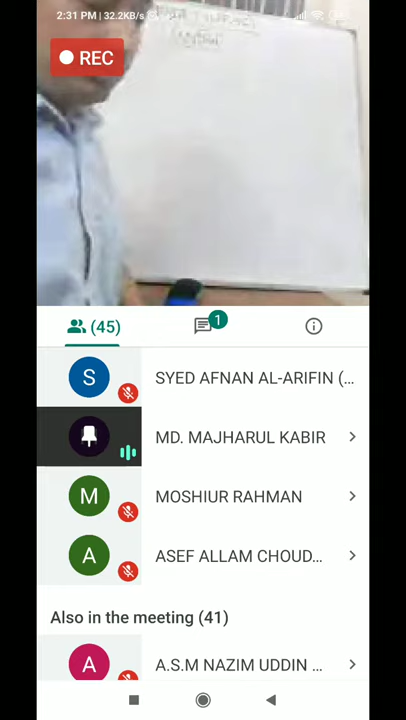 2:31 PM | 32.2KB/s
REC
(45)
1
S
SYED AFNAN AL-ARIFIN (...
MD. MAJHARUL KABIR
M
MOSHIUR RAHMAN
A
ASEF ALLAM CHOUD...
Also in the meeting (41)
A
A.S.M NAZIM UDDIN ...